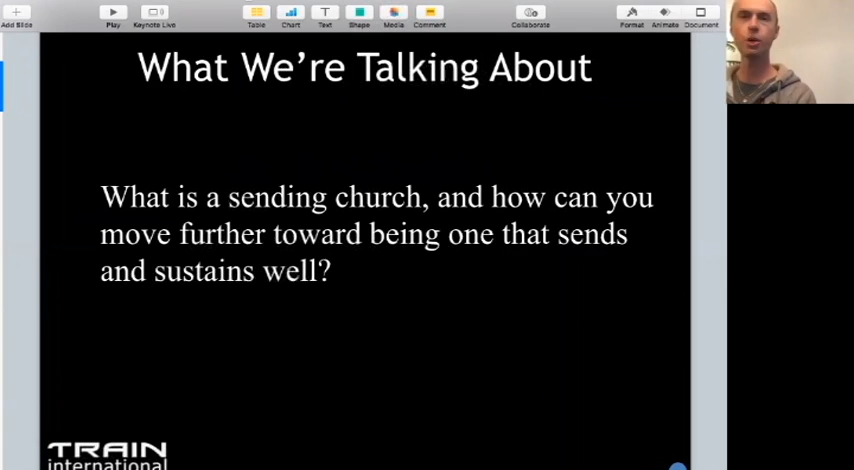 Add Slide
Play
Keynote Live
Table
Chart
Text
Shape
Media
Comment
Collaborate
Format
Animate
Document
What We're Talking About
What is a sending church, and how can you
move further toward being one that sends
and sustains well?
TRAIN
international